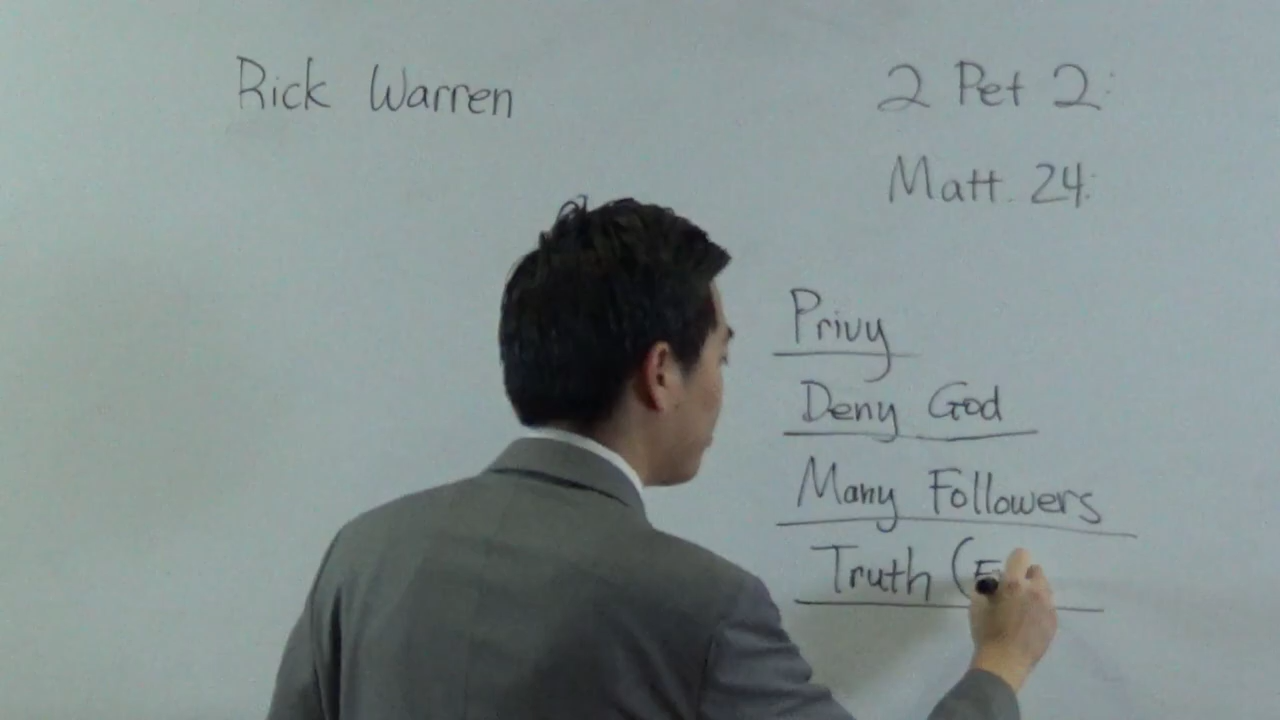 Rick Warren
2 Pet 2:
Matt. 24:
Privy
Deny God
Many Followers
Truth (